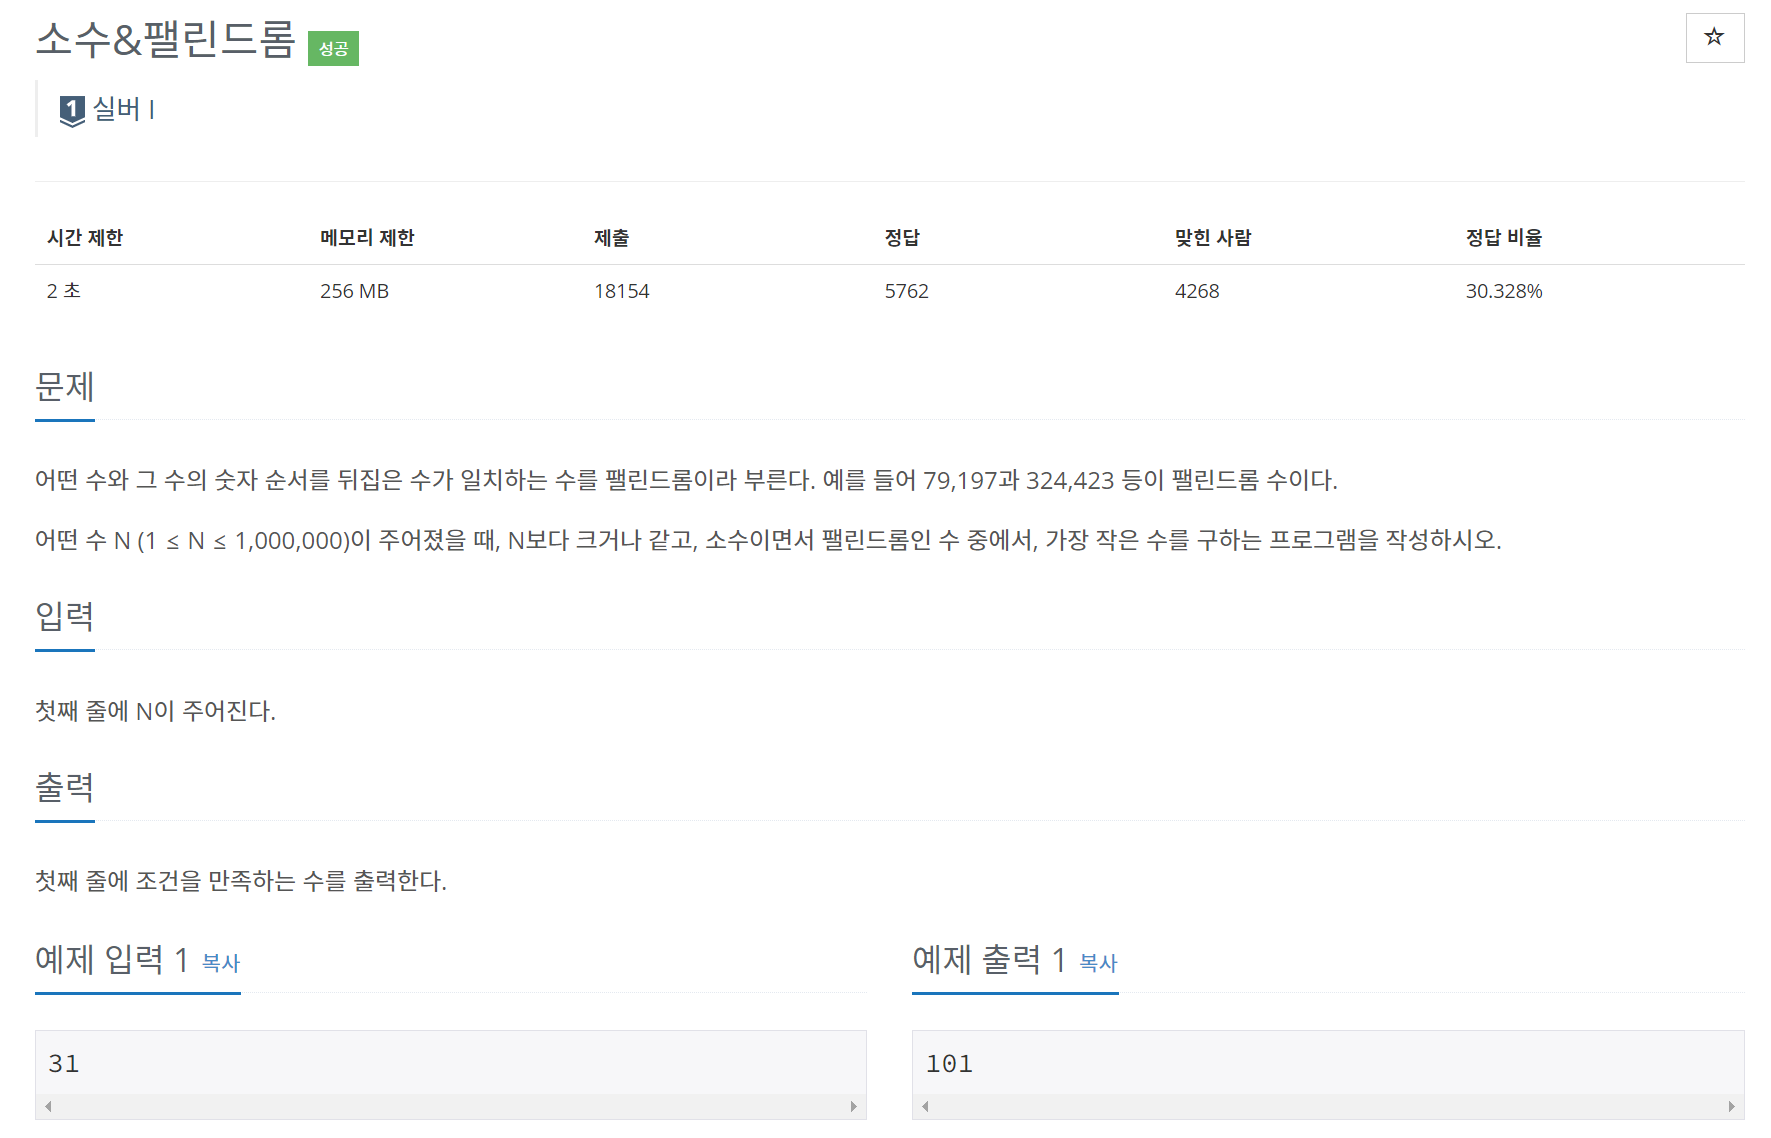 소수&팰린드롬 성공
☆
1 실버 I
시간 제한 메모리 제한 제출 정답 맞힌 사람 정답 비율
2 초 256 MB 18154 5762 4268 30.328%
문제
어떤 수와 그 수의 숫자 순서를 뒤집은 수가 일치하는 수를 팰린드롬이라 부른다. 예를 들어 79,197과 324,423 등이 팰린드롬 수이다.
어떤 수 N (1 ≤ N ≤ 1,000,000)이 주어졌을 때, N보다 크거나 같고, 소수이면서 팰린드롬인 수 중에서, 가장 작은 수를 구하는 프로그램을 작성하시오.
입력
첫째 줄에 N이 주어진다.
출력
첫째 줄에 조건을 만족하는 수를 출력한다.
예제 입력 1 복사
31
예제 출력 1 복사
101